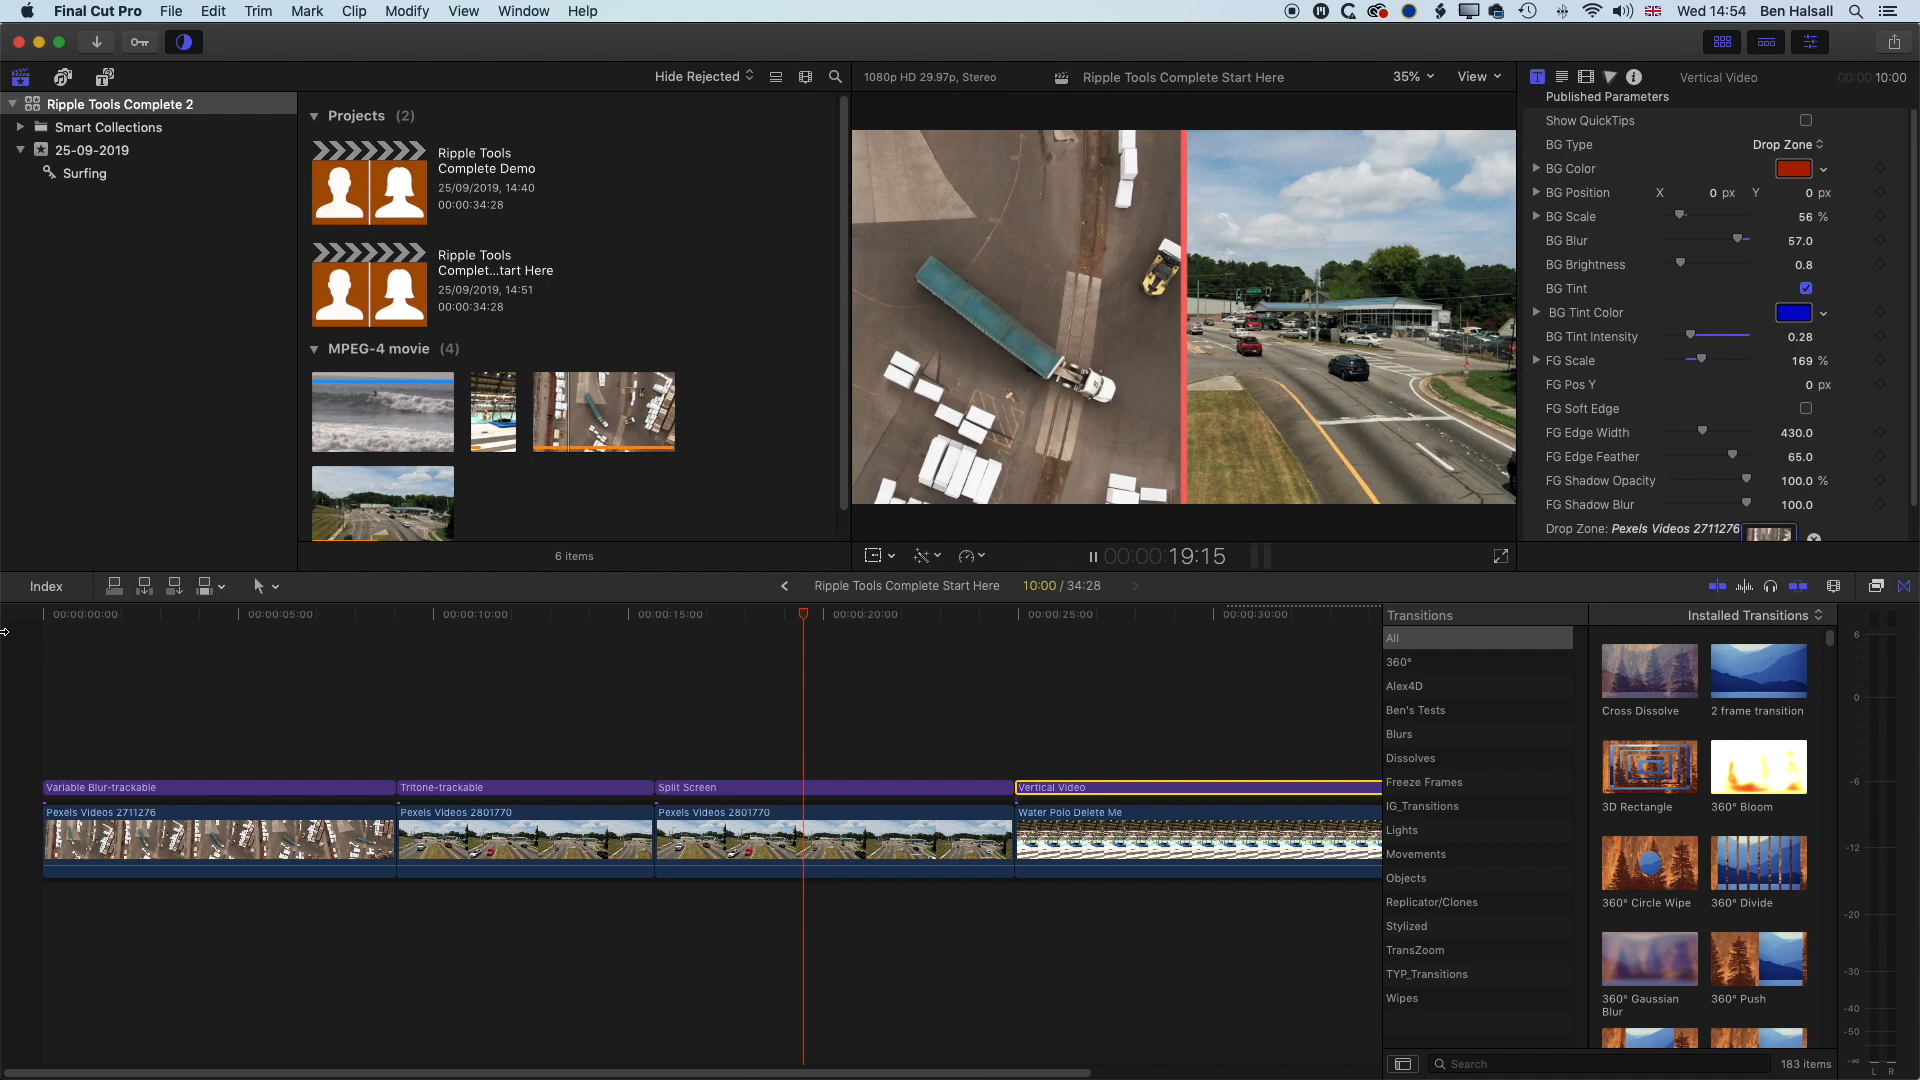 Final Cut Pro File Edit Trim Mark Clip Modify View Window Help Wed 14:54 Ben Halsall
Hide Rejected
1080p HD 29.97p, Stereo Ripple Tools Complete Start Here 35% View
Vertical Video 00:00:10:00
Ripple Tools Complete 2
Smart Collections
25-09-2019
Surfing
Projects (2)
Ripple Tools
Complete Demo
25/09/2019, 14:40
00:00:34:28
Ripple Tools
Complet...tart Here
25/09/2019, 14:51
00:00:34:28
MPEG-4 movie (4)
6 items
00:00:00:19:15
Published Parameters
Show QuickTips
BG Type Drop Zone
BG Color
BG Position X 0 px Y 0 px
BG Scale 56 %
BG Blur 57.0
BG Brightness 0.8
BG Tint
BG Tint Color
BG Tint Intensity 0.28
FG Scale 169 %
FG Pos Y 0 px
FG Soft Edge
FG Edge Width 430.0
FG Edge Feather 65.0
FG Shadow Opacity 100.0 %
FG Shadow Blur 100.0
Drop Zone: Pexels Videos 2711276
Index Ripple Tools Complete Start Here 10:00 / 34:28
00:00:00:00 00:00:05:00 00:00:10:00 00:00:15:00 00:00:20:00 00:00:25:00 00:00:30:00
Variable Blur-trackable Tritone-trackable Split Screen Vertical Video
Pexels Videos 2711276 Pexels Videos 2801770 Pexels Videos 2801770 Water Polo Delete Me
Transitions Installed Transitions
All
360°
Alex4D
Ben's Tests
Blurs
Dissolves
Freeze Frames
IG_Transitions
Lights
Movements
Objects
Replicator/Clones
Stylized
TransZoom
TYP_Transitions
Wipes
Cross Dissolve 2 frame transition
3D Rectangle 360° Bloom
360° Circle Wipe 360° Divide
360° Gaussian
Blur
360° Push
Search 183 items
6
0
-6
-12
-20
-30
-40
-50
-∞
L R